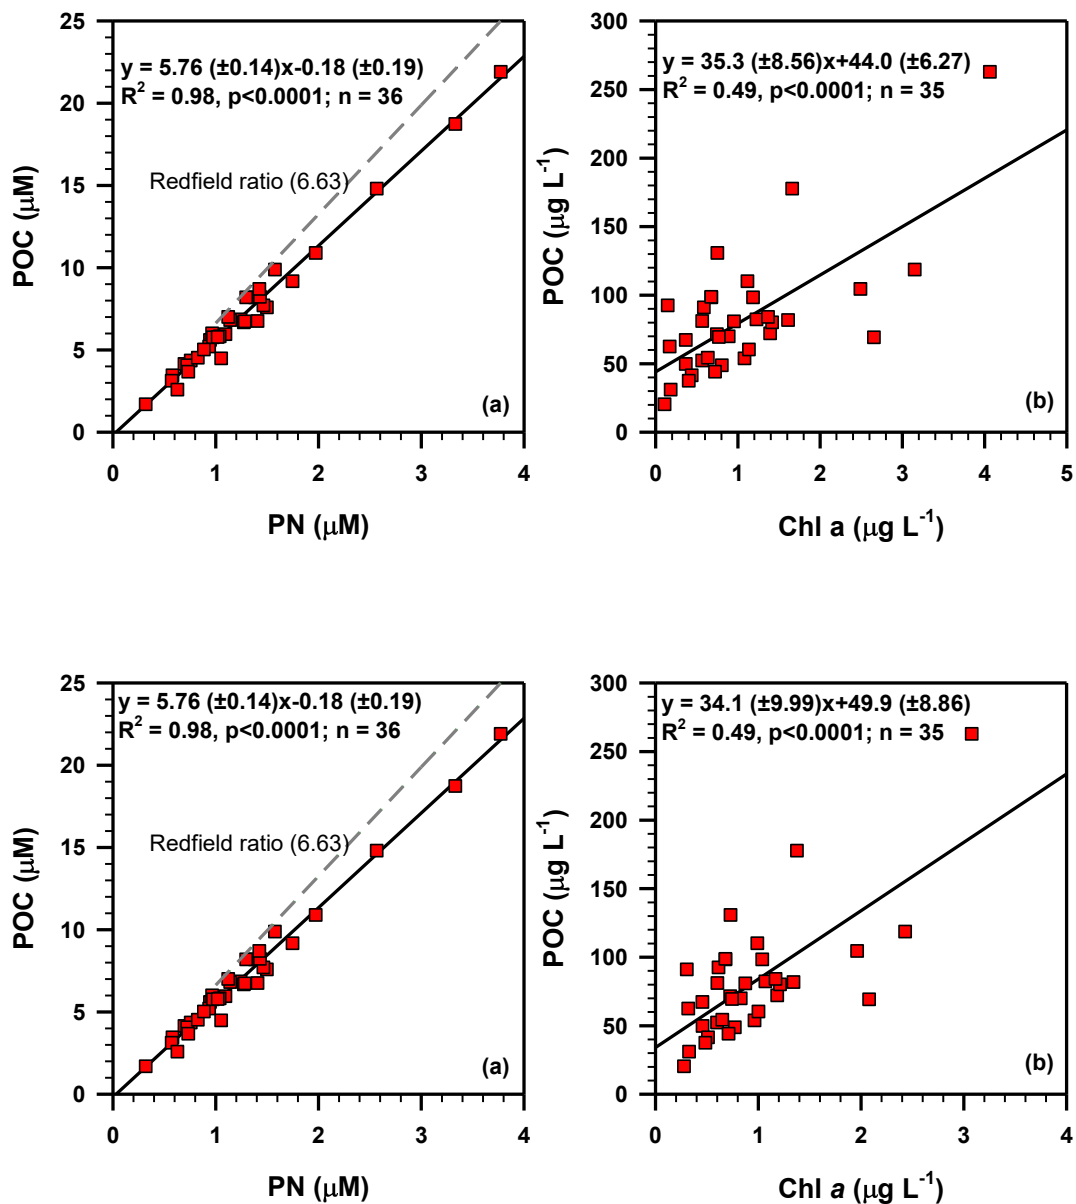 y = 5.76 (±0.14)x-0.18 (±0.19)
R² = 0.98, p<0.0001; n = 36
Redfield ratio (6.63)
(a)
25
20
15
10
5
0
0 1 2 3 4
POC (μM)
PN (μM)
y = 35.3 (±8.56)x+44.0 (±6.27)
R² = 0.49, p<0.0001; n = 35
(b)
300
250
200
150
100
50
0
0 1 2 3 4 5
POC (μg L⁻¹)
Chl a (μg L⁻¹)
y = 5.76 (±0.14)x-0.18 (±0.19)
R² = 0.98, p<0.0001; n = 36
Redfield ratio (6.63)
(a)
25
20
15
10
5
0
0 1 2 3 4
POC (μM)
PN (μM)
y = 34.1 (±9.99)x+49.9 (±8.86)
R² = 0.49, p<0.0001; n = 35
(b)
300
250
200
150
100
50
0
0 1 2 3 4
POC (μg L⁻¹)
Chl a (μg L⁻¹)